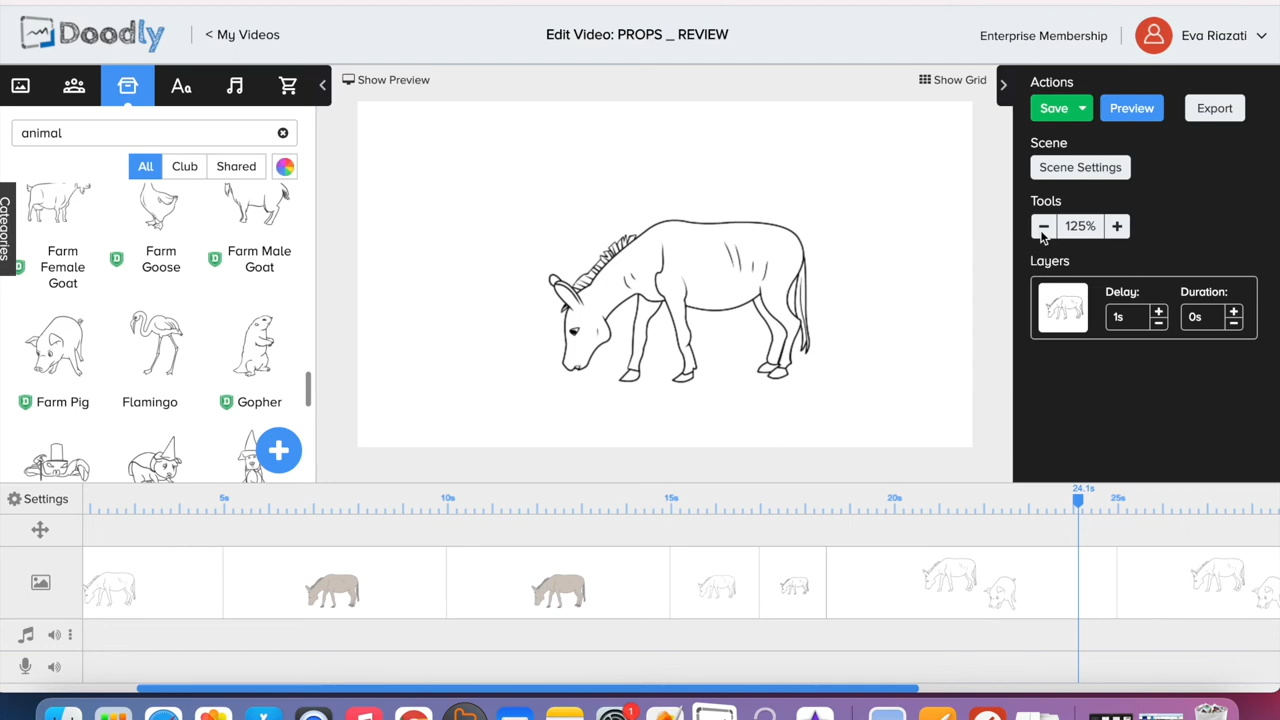 Doodly
< My Videos
Edit Video: PROPS _ REVIEW
Enterprise Membership
Eva Riazati
Aa
Show Preview
Show Grid
Actions
Save
Preview
Export
animal
All
Club
Shared
Scene
Scene Settings
Categories
Tools
125%
Farm Female Goat
Farm Goose
Farm Male Goat
Layers
Delay:
Duration:
1s
0s
Farm Pig
Flamingo
Gopher
Settings
5s
10s
15s
20s
24.1s
25s
1